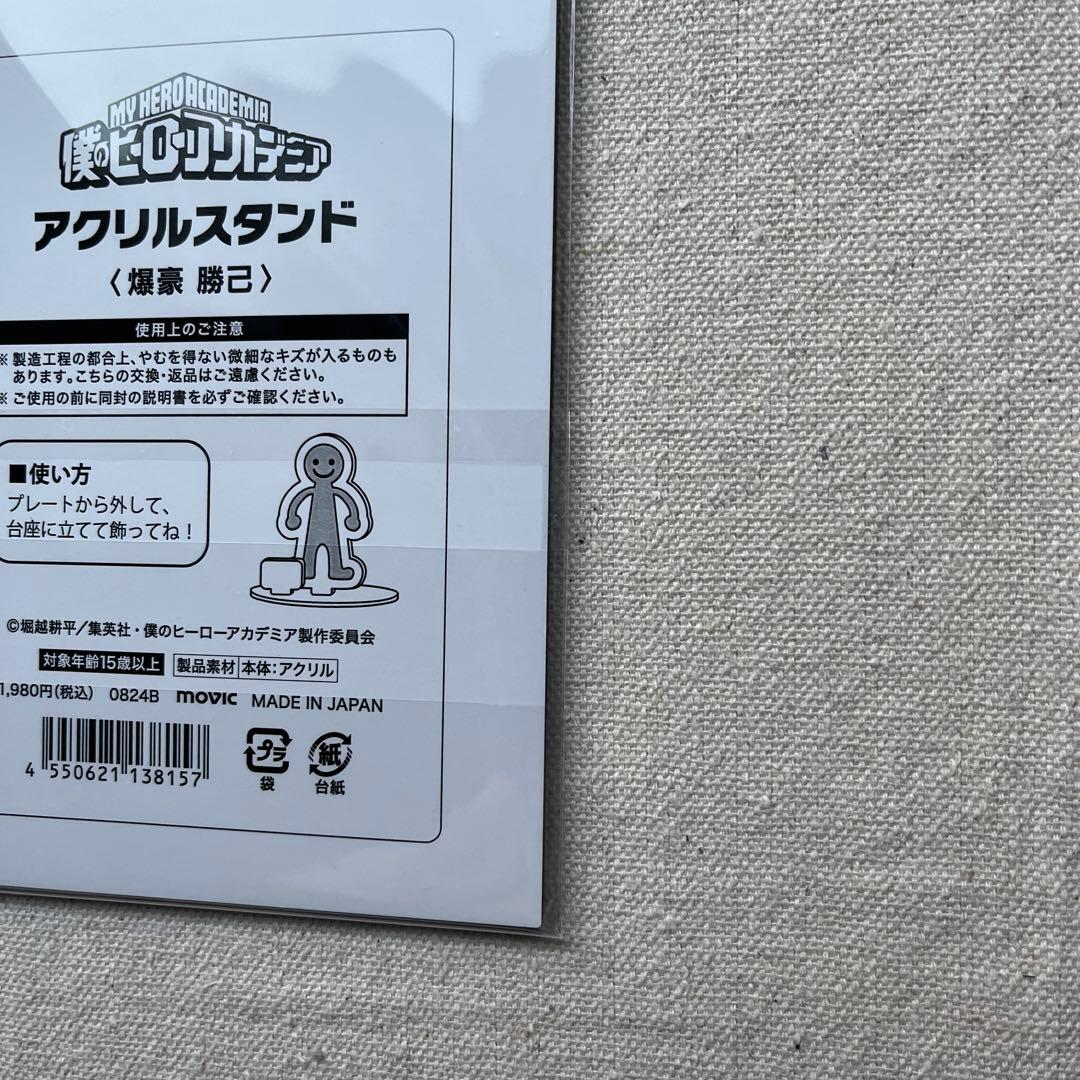 MY HERO ACADEMIA
僕のヒーローアカデミア
アクリルスタンド
〈爆豪 勝己〉
使用上のご注意
※ 製造工程の都合上、やむを得ない微細なキズが入るものも
あります。こちらの交換・返品はご遠慮ください。
※ ご使用の前に同封の説明書を必ずご確認ください。
■使い方
プレートから外して、
台座に立てて飾ってね！
©堀越耕平／集英社・僕のヒーローアカデミア製作委員会
対象年齢15歳以上 製品素材 本体：アクリル
1,980円（税込） 0824B movic MADE IN JAPAN
4 550621 138157
プラ 紙
袋 台紙